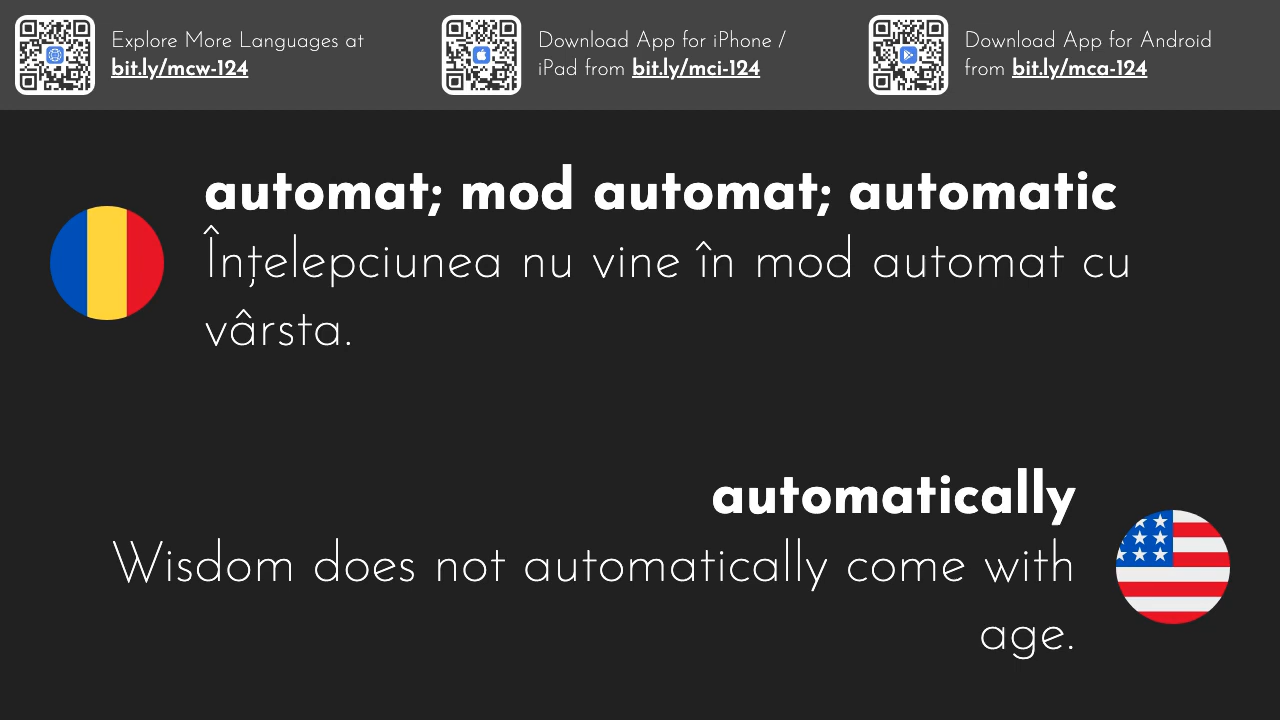 Explore More Languages at
bit.ly/mcw-124
Download App for iPhone /
iPad from bit.ly/mci-124
Download App for Android
from bit.ly/mca-124
automat; mod automat; automatic
Înțelepciunea nu vine în mod automat cu
vârsta.
automatically
Wisdom does not automatically come with
age.